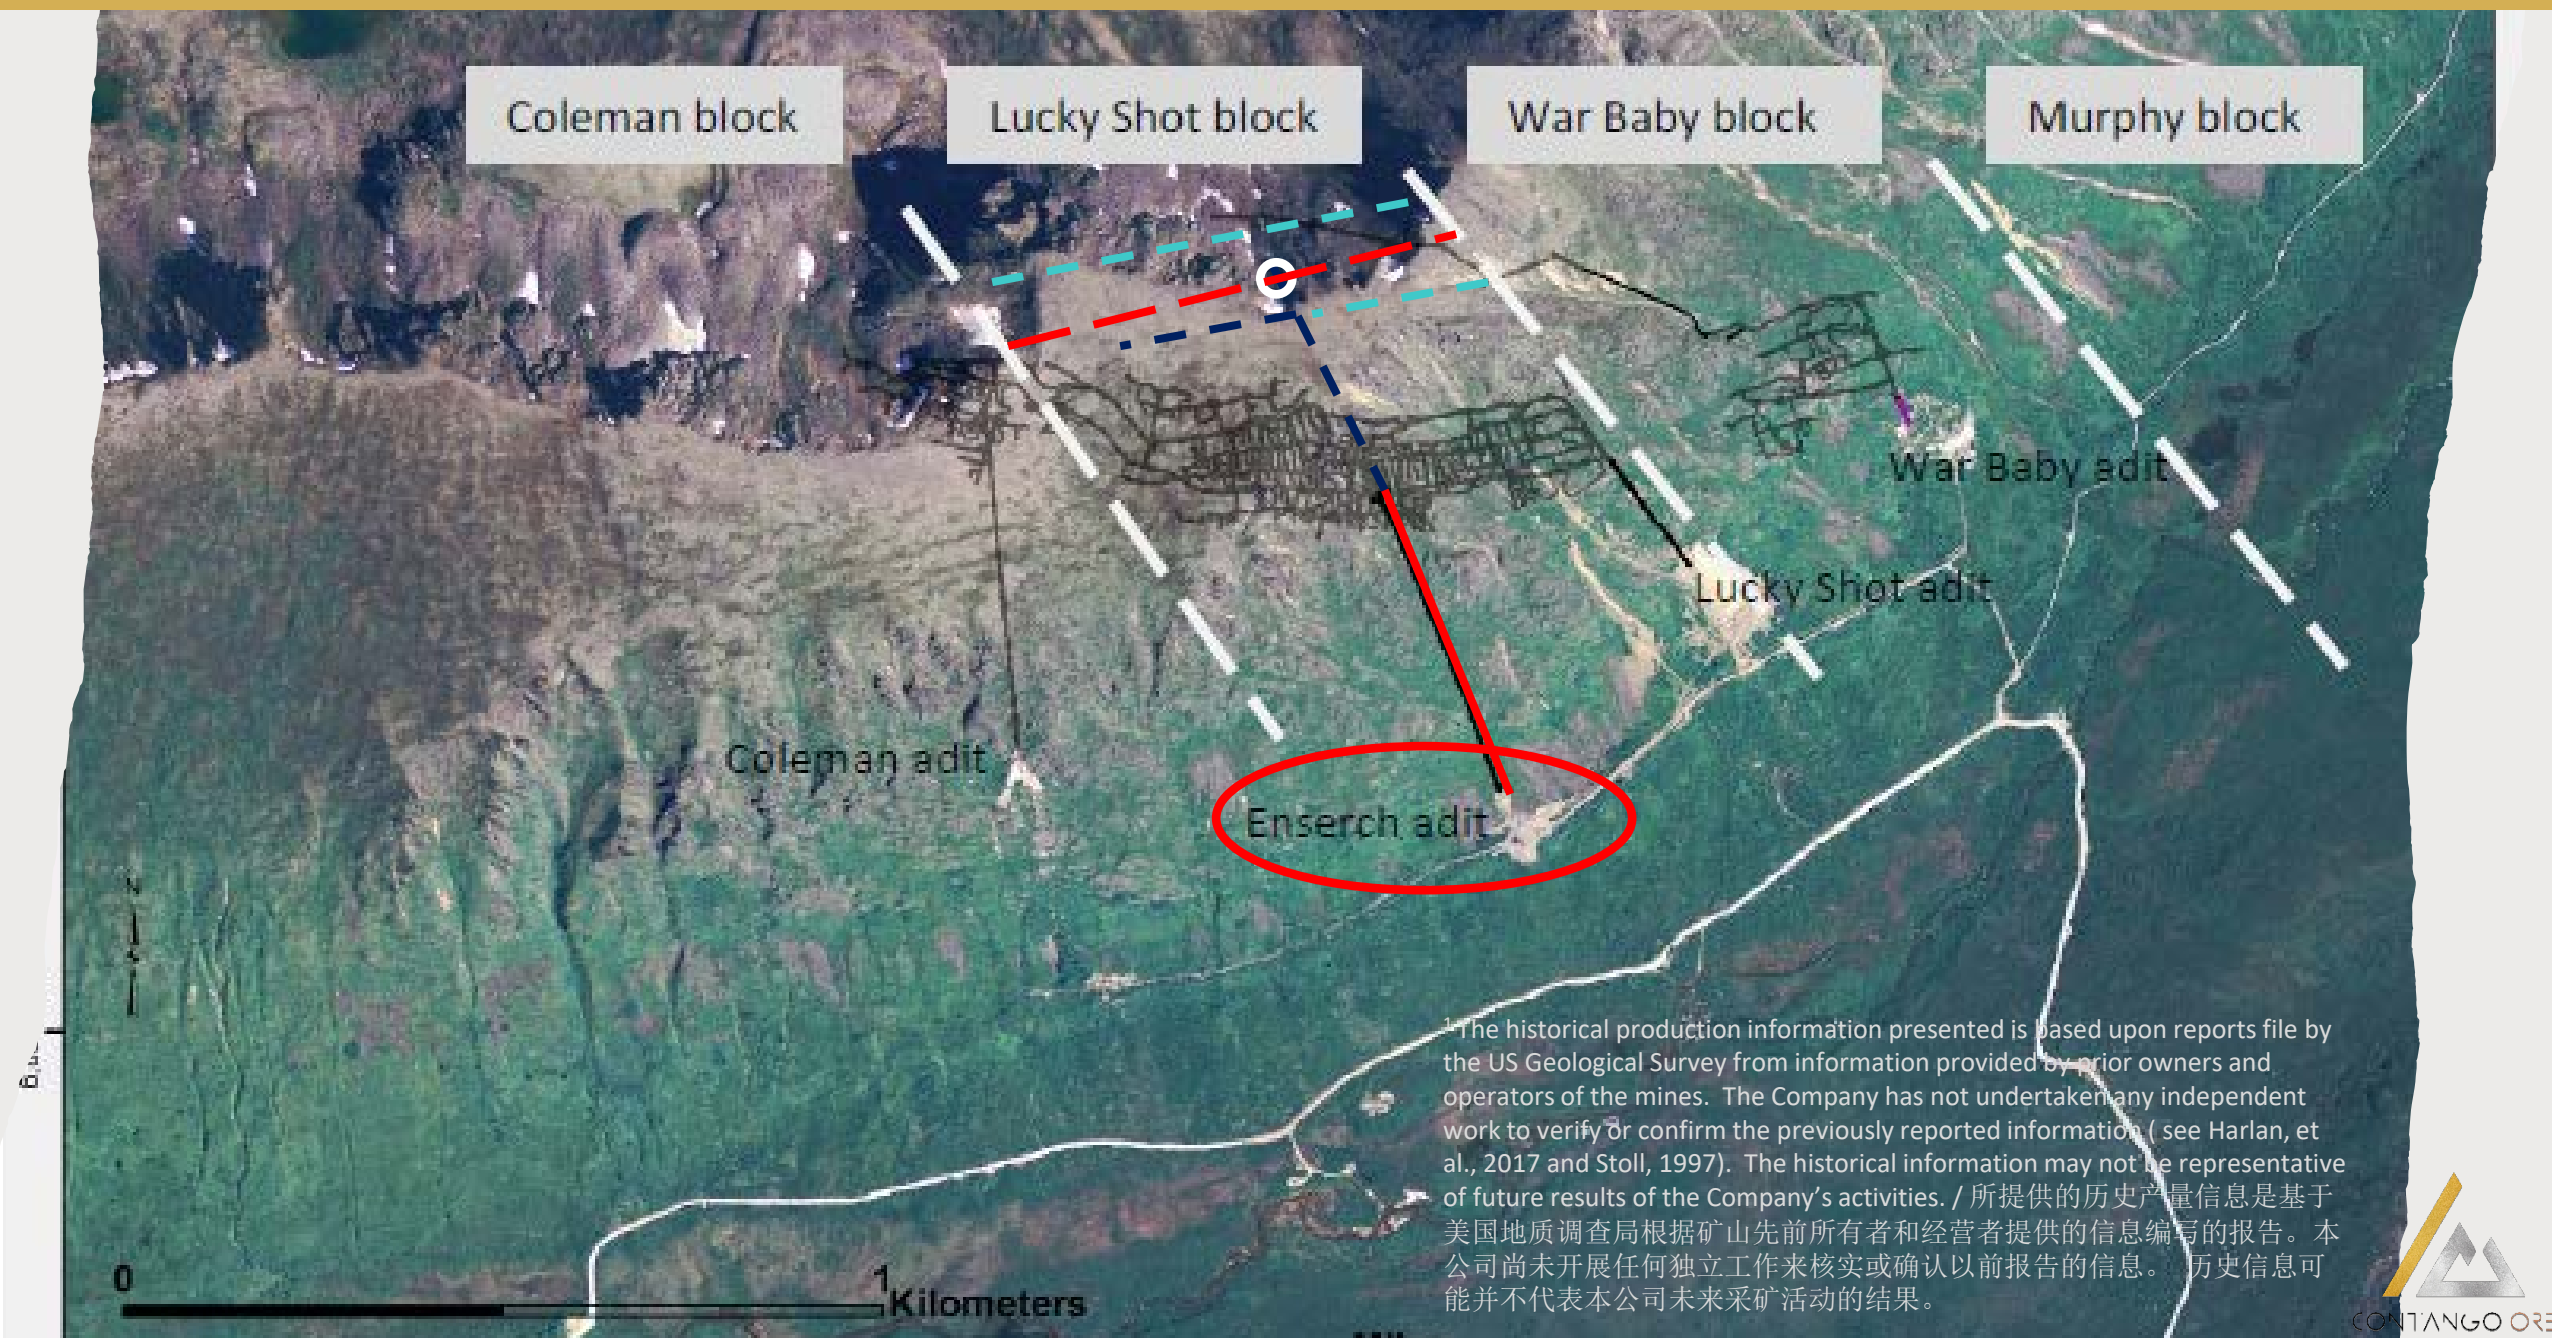 Coleman block
Lucky Shot block
War Baby block
Murphy block
War Baby adit
Lucky Shot adit
Coleman adit
Enserch adit
N
0
1
Kilometers
¹ The historical production information presented is based upon reports file by
the US Geological Survey from information provided by prior owners and
operators of the mines. The Company has not undertaken any independent
work to verify or confirm the previously reported information ( see Harlan, et
al., 2017 and Stoll, 1997). The historical information may not be representative
of future results of the Company's activities. / 所提供的历史产量信息是基于
美国地质调查局根据矿山先前所有者和经营者提供的信息编写的报告。本
公司尚未开展任何独立工作来核实或确认以前报告的信息。 历史信息可
能并不代表本公司未来采矿活动的结果。
CONTANGO ORE